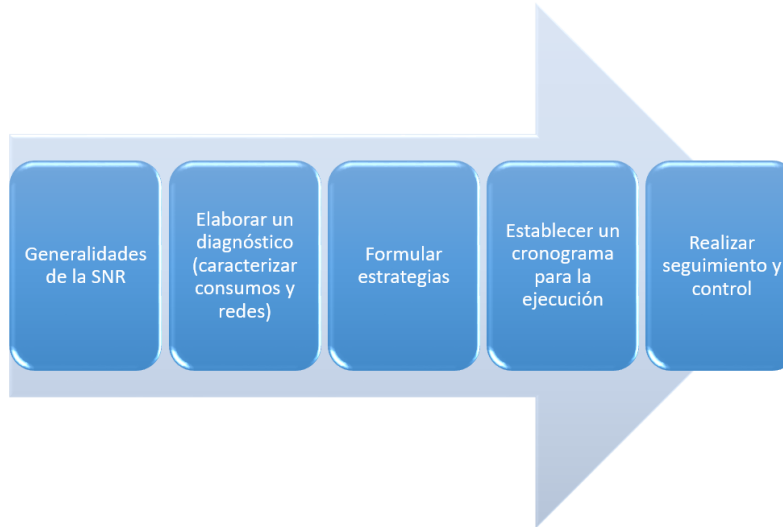 Generalidades
de la SNR
Elaborar un
diagnóstico
(caracterizar
consumos y
redes)
Formular
estrategias
Establecer un
cronograma
para la
ejecución
Realizar
seguimiento y
control